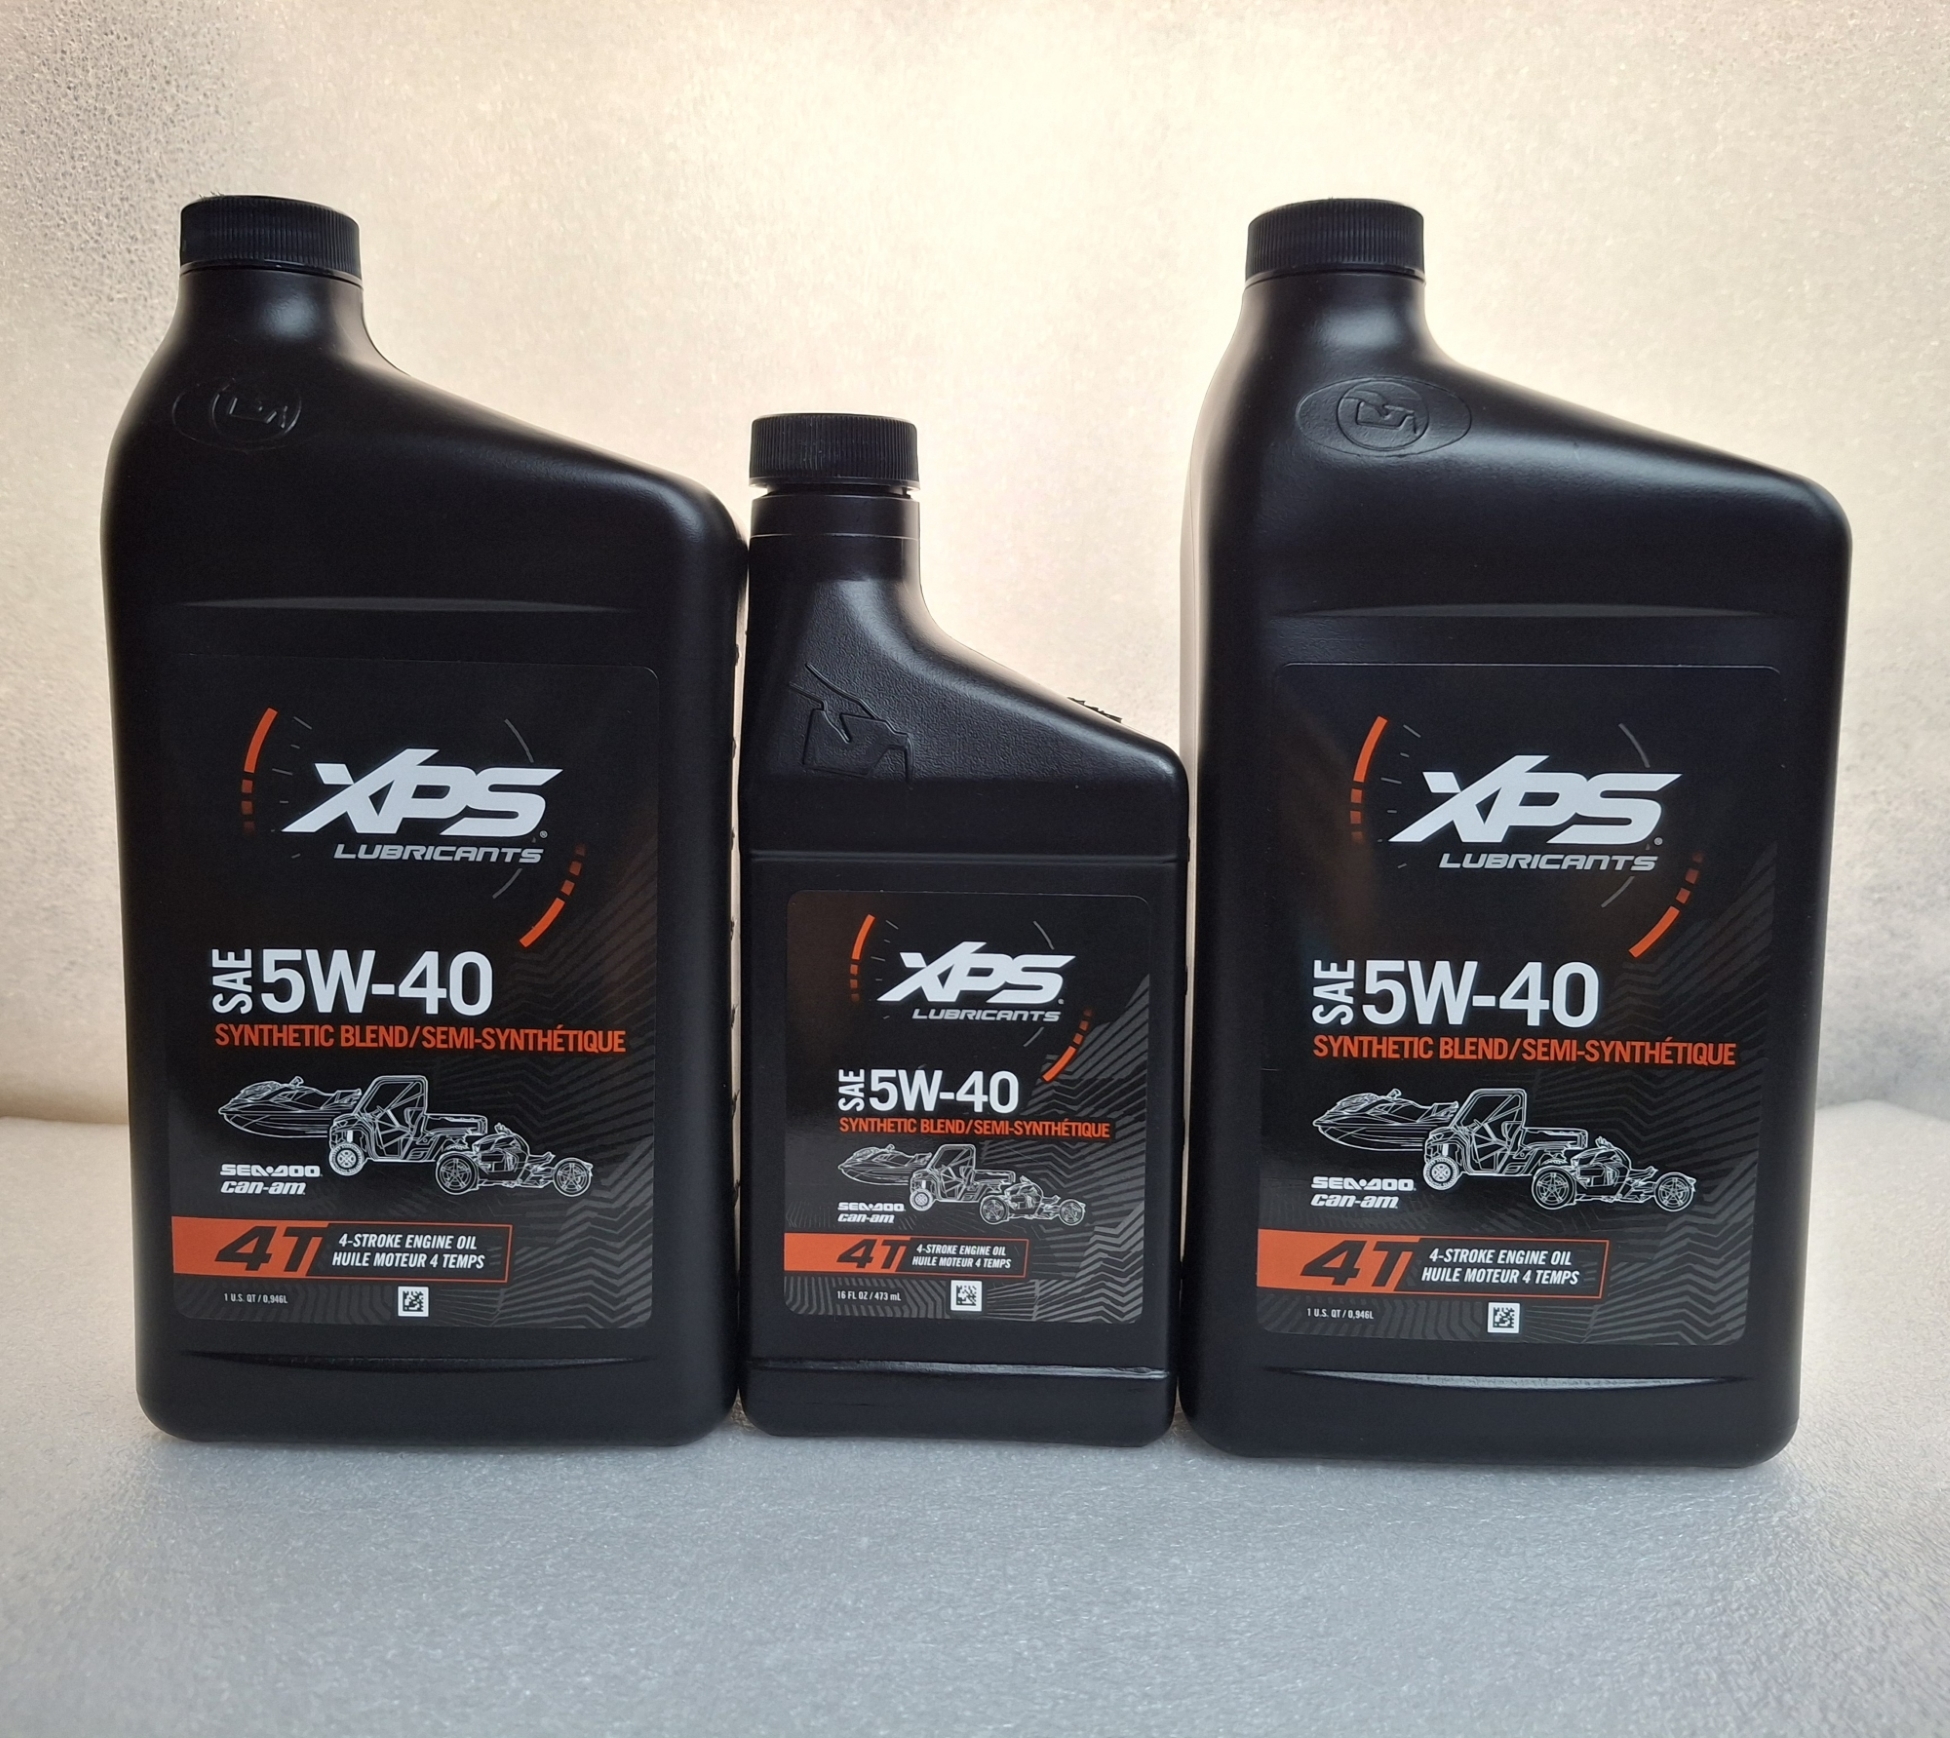 XPS
LUBRICANTS
SAE 5W-40
SYNTHETIC BLEND/SEMI-SYNTHÉTIQUE
SEA-DOO
can-am
4T 4-STROKE ENGINE OIL
HUILE MOTEUR 4 TEMPS
1 U.S. QT / 0,946L
XPS
LUBRICANTS
SAE 5W-40
SYNTHETIC BLEND/SEMI-SYNTHÉTIQUE
SEA-DOO
can-am
4T 4-STROKE ENGINE OIL
HUILE MOTEUR 4 TEMPS
16 FL OZ / 473 mL
XPS
LUBRICANTS
SAE 5W-40
SYNTHETIC BLEND/SEMI-SYNTHÉTIQUE
SEA-DOO
can-am
4T 4-STROKE ENGINE OIL
HUILE MOTEUR 4 TEMPS
1 U.S. QT / 0,946L